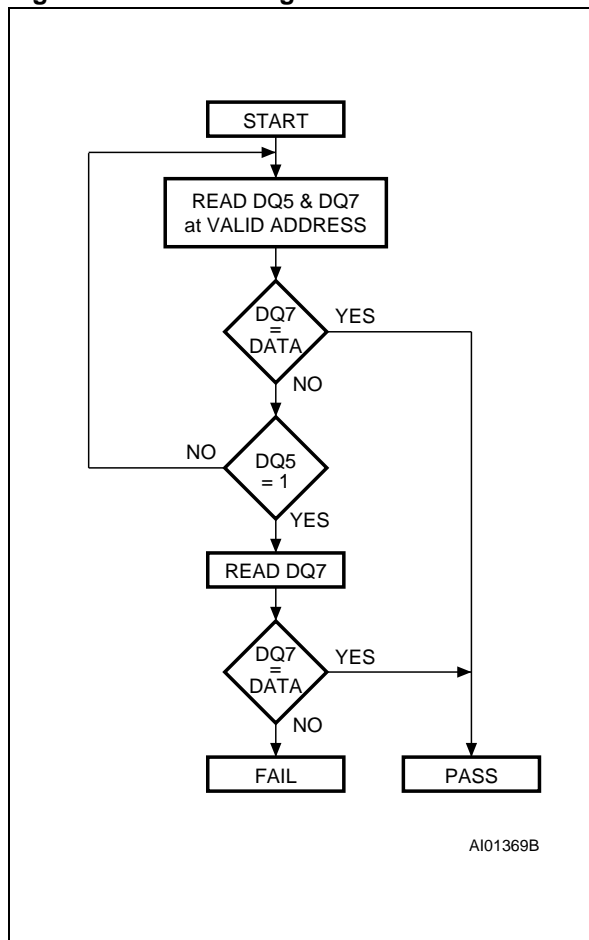 START
READ DQ5 & DQ7
at VALID ADDRESS
DQ7
=
DATA
YES
NO
NO
DQ5
= 1
YES
READ DQ7
DQ7
=
DATA
YES
NO
FAIL
PASS
AI01369B